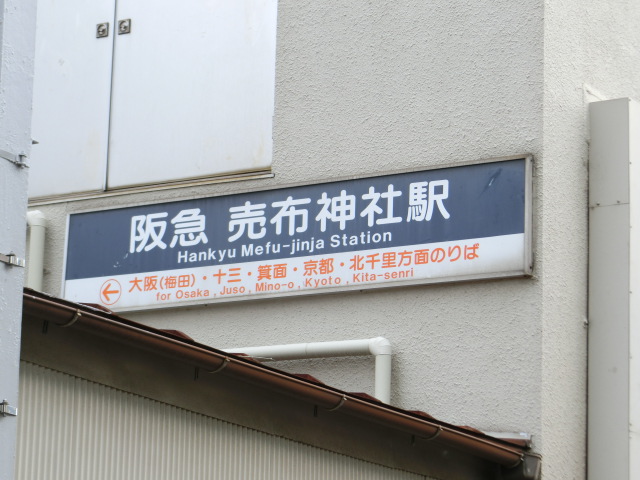 阪急 売布神社駅
Hankyu Mefu-jinja Station
大阪(梅田)・十三・箕面・京都・北千里方面のりば
for Osaka , Juso , Mino-o , Kyoto , Kita-senri